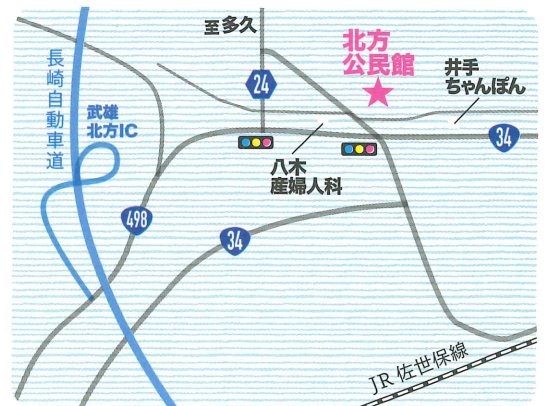 至多久
北方
公民館
井手
ちゃんぽん
24
長崎自動車道
武雄
北方IC
34
八木
産婦人科
498
34
JR佐世保線